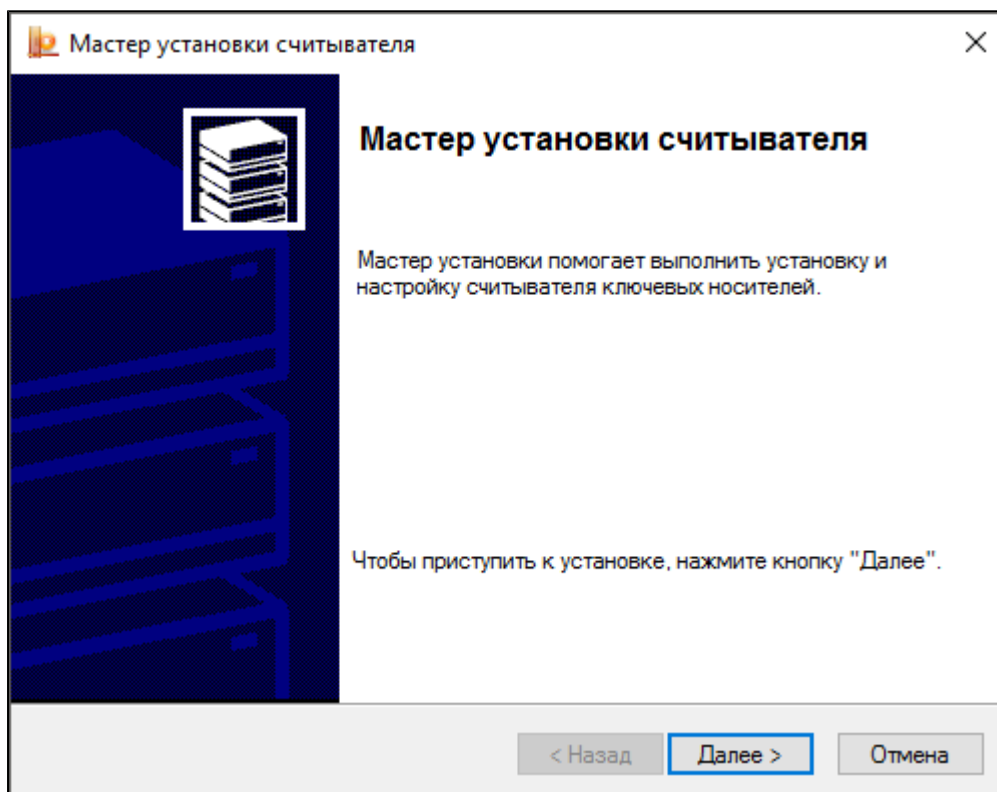 Мастер установки считывателя
Мастер установки считывателя
Мастер установки помогает выполнить установку и
настройку считывателя ключевых носителей.
Чтобы приступить к установке, нажмите кнопку "Далее".
< Назад
Далее >
Отмена